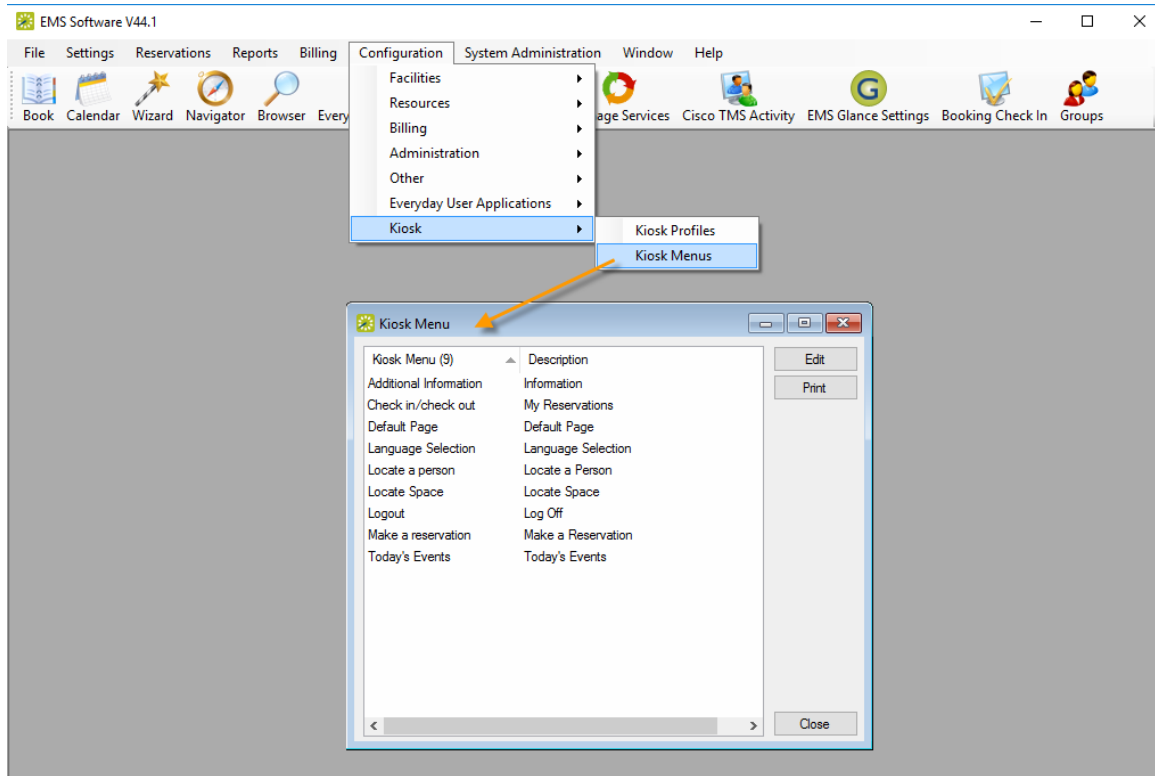 EMS Software V44.1
File Settings Reservations Reports Billing Configuration System Administration Window Help
Book Calendar Wizard Navigator Browser Every age Services Cisco TMS Activity EMS Glance Settings Booking Check In Groups
Facilities
Resources
Billing
Administration
Other
Everyday User Applications
Kiosk
Kiosk Profiles
Kiosk Menus
Kiosk Menu
Kiosk Menu (9) Description
Additional Information Information
Check in/check out My Reservations
Default Page Default Page
Language Selection Language Selection
Locate a person Locate a Person
Locate Space Locate Space
Logout Log Off
Make a reservation Make a Reservation
Today's Events Today's Events
Edit
Print
Close